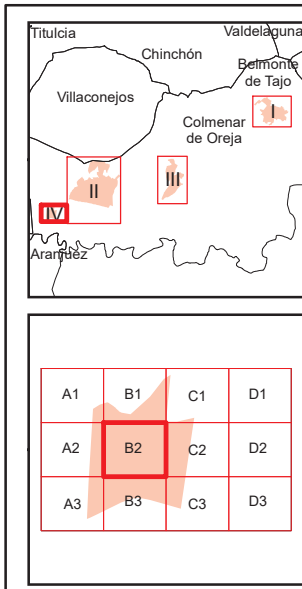 Titulcia
Valdelaguna
Chinchón
Belmonte
de Tajo
Villaconejos
I
Colmenar
de Oreja
II
III
IV
Aranjuez
A1 B1 C1 D1
A2 B2 C2 D2
A3 B3 C3 D3